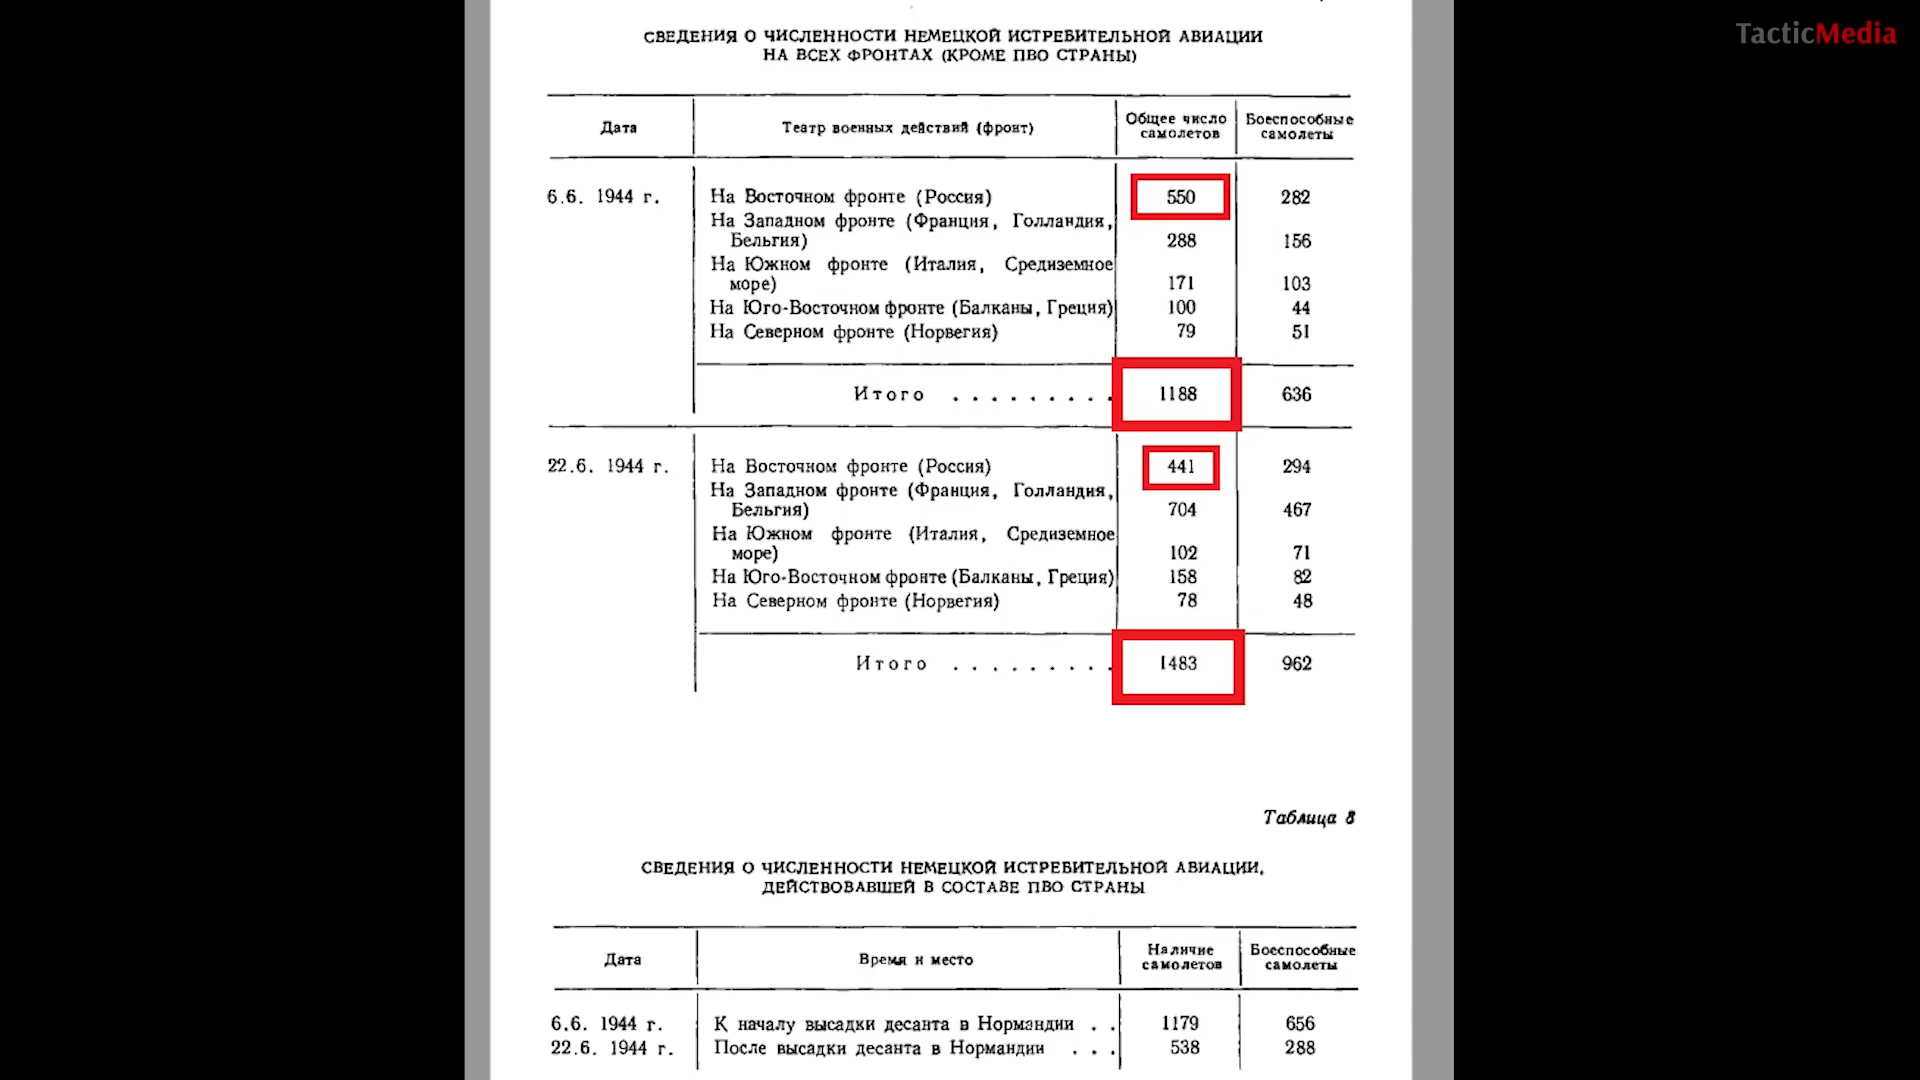 TacticMedia
СВЕДЕНИЯ О ЧИСЛЕННОСТИ НЕМЕЦКОЙ ИСТРЕБИТЕЛЬНОЙ АВИАЦИИ
НА ВСЕХ ФРОНТАХ (КРОМЕ ПВО СТРАНЫ)
Дата Театр военных действий (фронт) Общее число самолетов Боеспособные самолеты
6.6. 1944 г. На Восточном фронте (Россия) 550 282
На Западном фронте (Франция, Голландия,
Бельгия) 288 156
На Южном фронте (Италия, Средиземное
море) 171 103
На Юго-Восточном фронте (Балканы, Греция) 100 44
На Северном фронте (Норвегия) 79 51
Итого . . . . . . . . . 1188 636
22.6. 1944 г. На Восточном фронте (Россия) 441 294
На Западном фронте (Франция, Голландия,
Бельгия) 704 467
На Южном фронте (Италия, Средиземное
море) 102 71
На Юго-Восточном фронте (Балканы, Греция) 158 82
На Северном фронте (Норвегия) 78 48
Итого . . . . . . . . . 1483 962
Таблица 8
СВЕДЕНИЯ О ЧИСЛЕННОСТИ НЕМЕЦКОЙ ИСТРЕБИТЕЛЬНОЙ АВИАЦИИ,
ДЕЙСТВОВАВШЕЙ В СОСТАВЕ ПВО СТРАНЫ
Дата Время и место Наличие самолетов Боеспособные самолеты
6.6. 1944 г. К началу высадки десанта в Нормандии . . 1179 656
22.6. 1944 г. После высадки десанта в Нормандии . . . 538 288